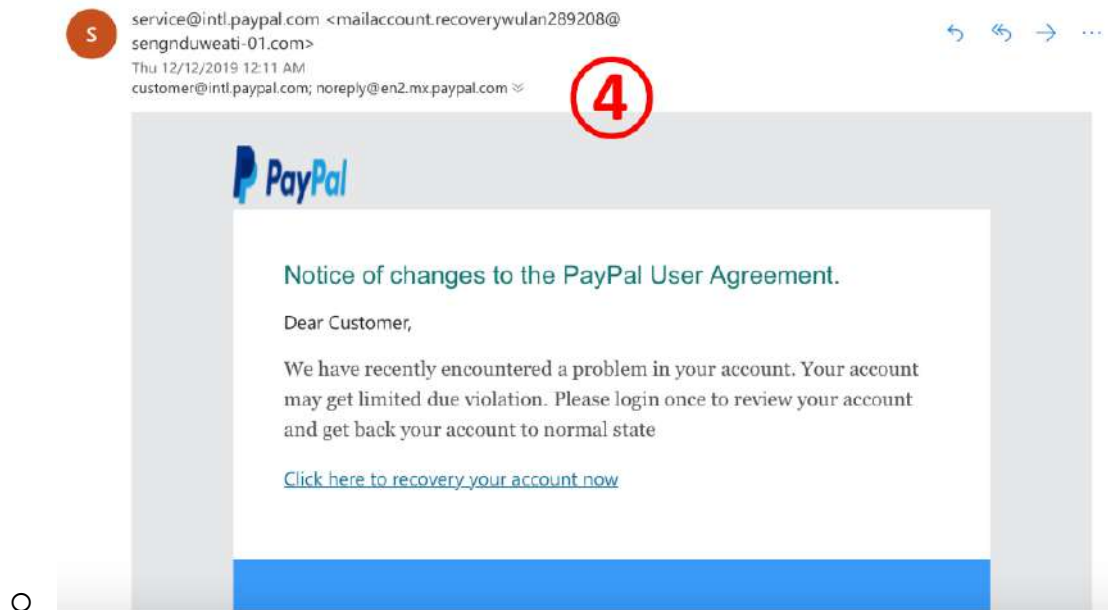 S
service@intl.paypal.com <mailaccount.recoverywulan289208@
sengnduweati-01.com>
Thu 12/12/2019 12:11 AM
customer@intl.paypal.com; noreply@en2.mx.paypal.com
4
PayPal
Notice of changes to the PayPal User Agreement.
Dear Customer,
We have recently encountered a problem in your account. Your account
may get limited due violation. Please login once to review your account
and get back your account to normal state
Click here to recovery your account now